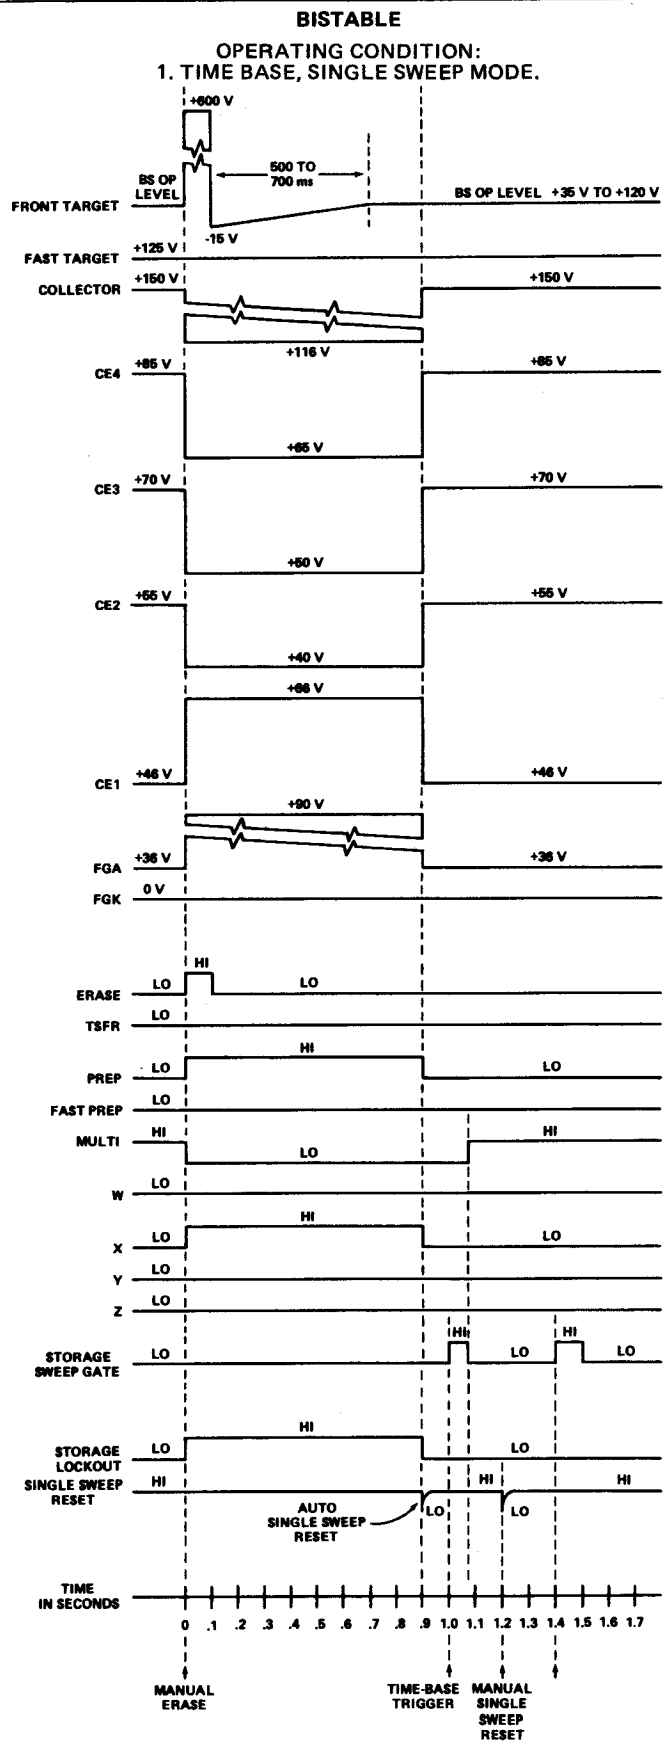 BISTABLE
OPERATING CONDITION:
1. TIME BASE, SINGLE SWEEP MODE.
+600 V
BS OP
LEVEL
500 TO
700 ms
BS OP LEVEL +35 V TO +120 V
FRONT TARGET
-15 V
FAST TARGET
+125 V
COLLECTOR
+150 V
+150 V
+116 V
CE4
+85 V
+85 V
+65 V
CE3
+70 V
+70 V
+50 V
CE2
+55 V
+55 V
+40 V
+66 V
CE1
+46 V
+46 V
+90 V
FGA
+36 V
+36 V
FGK
0 V
ERASE
LO
HI
LO
TSFR
LO
PREP
LO
HI
LO
FAST PREP
LO
MULTI
HI
LO
HI
W
LO
X
LO
HI
LO
Y
LO
Z
LO
STORAGE
SWEEP GATE
LO
HI
LO
HI
LO
STORAGE
LOCKOUT
LO
HI
LO
SINGLE SWEEP
RESET
HI
AUTO
SINGLE SWEEP
RESET
LO
HI
LO
HI
TIME
IN SECONDS
0 .1 .2 .3 .4 .5 .6 .7 .8 .9 1.0 1.1 1.2 1.3 1.4 1.5 1.6 1.7
MANUAL
ERASE
TIME-BASE
TRIGGER
MANUAL
SINGLE
SWEEP
RESET